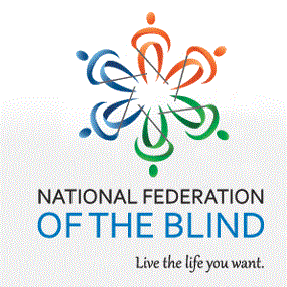 NATIONAL FEDERATION
OF THE BLIND
Live the life you want.